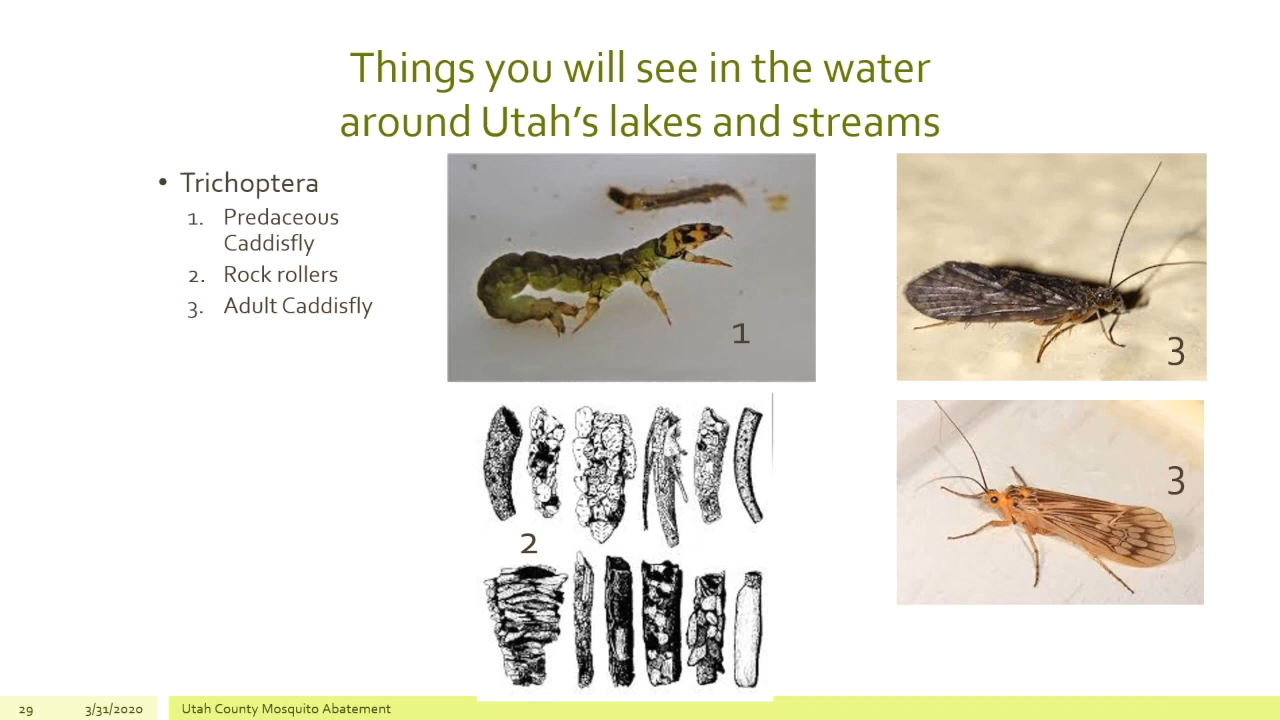 Things you will see in the water
around Utah’s lakes and streams
• Trichoptera
1. Predaceous
Caddisfly
2. Rock rollers
3. Adult Caddisfly
1
3
2
3
29 3/31/2020 Utah County Mosquito Abatement